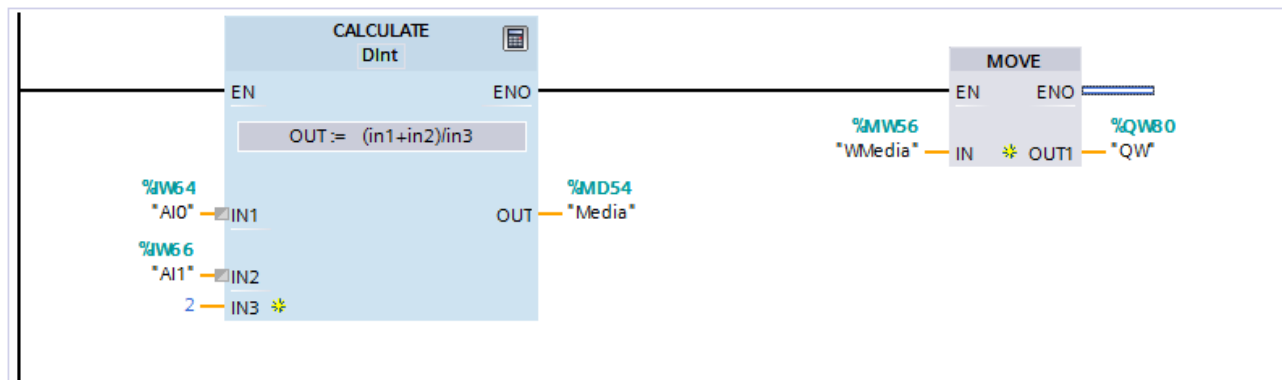 CALCULATE
DInt
MOVE
EN ENO
EN ENO
OUT := (in1+in2)/in3
%MW56
"WMedia" IN
%QW80
OUT1 "QW"
%IW64
"AI0" IN1
%MD54
OUT "Media"
%IW66
"AI1" IN2
2 IN3